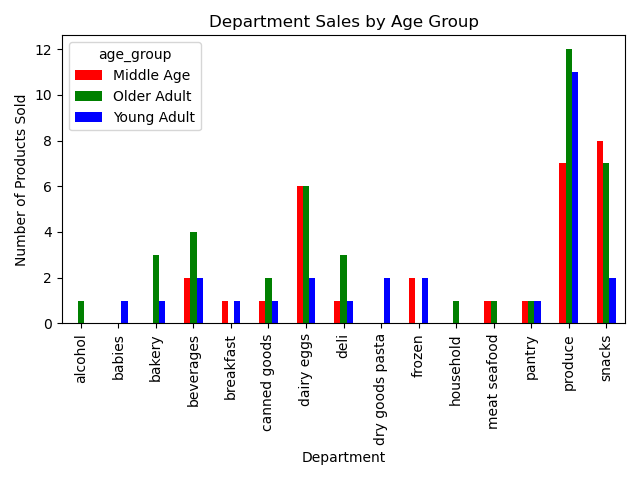 Department Sales by Age Group
age_group
Middle Age
Older Adult
Young Adult
Number of Products Sold
12
10
8
6
4
2
0
alcohol
babies
bakery
beverages
breakfast
canned goods
dairy eggs
deli
dry goods pasta
frozen
household
meat seafood
pantry
produce
snacks
Department